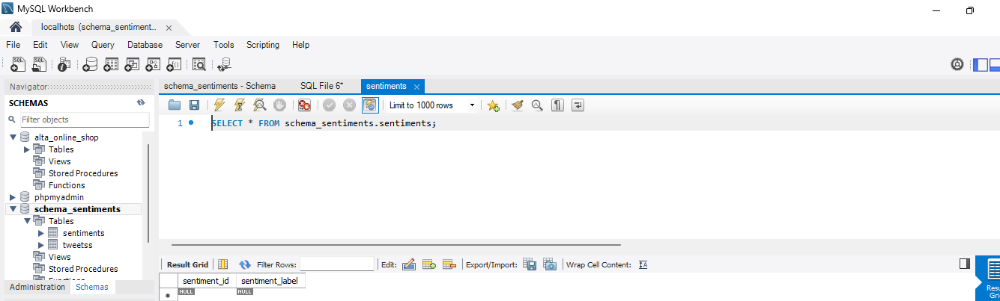 MySQL Workbench
localhots (schema_sentiment...
File Edit View Query Database Server Tools Scripting Help
SQL SQL
Navigator
schema_sentiments - Schema SQL File 6* sentiments
SCHEMAS
Limit to 1000 rows
Filter objects
1 SELECT * FROM schema_sentiments.sentiments;
alta_online_shop
Tables
Views
Stored Procedures
Functions
phpmyadmin
schema_sentiments
Tables
sentiments
tweetss
Views
Stored Procedures
Functions
Administration Schemas
Result Grid Filter Rows: Edit: Export/Import: Wrap Cell Content:
sentiment_id sentiment_label
NULL NULL
Resu
Gri